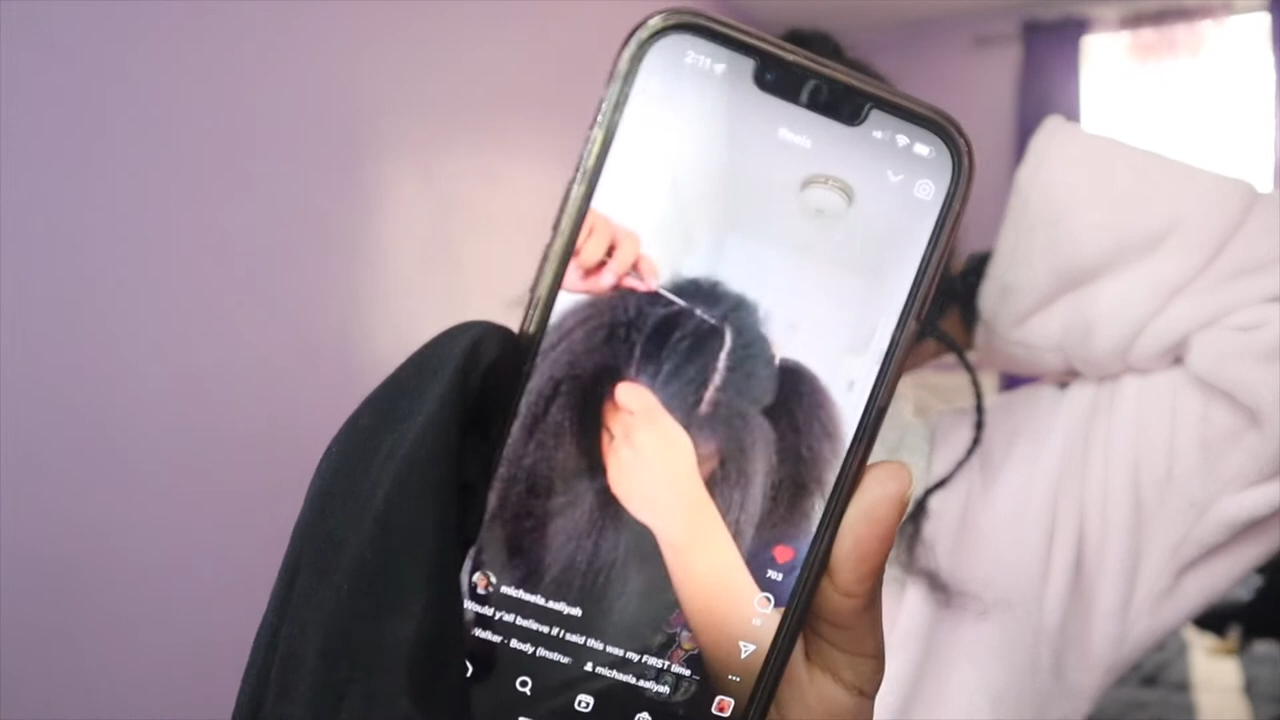 2:11
Reels
703
michaela.aaliyah
Would y'all believe if I said this was my FIRST time ...
Walker · Body (Instrum
michaela.aaliyah